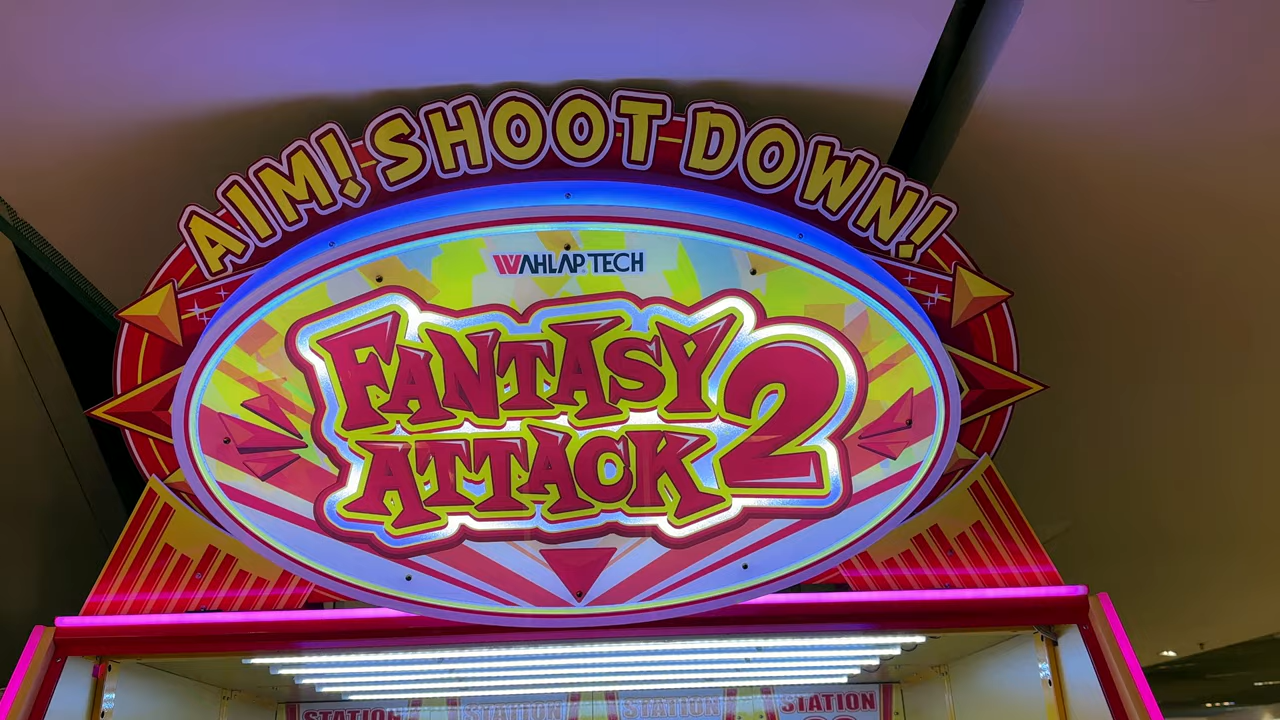 AIM! SHOOT DOWN!
WAHLAP TECH
FANTASY
ATTACK 2
STATION STATION STATION STATION